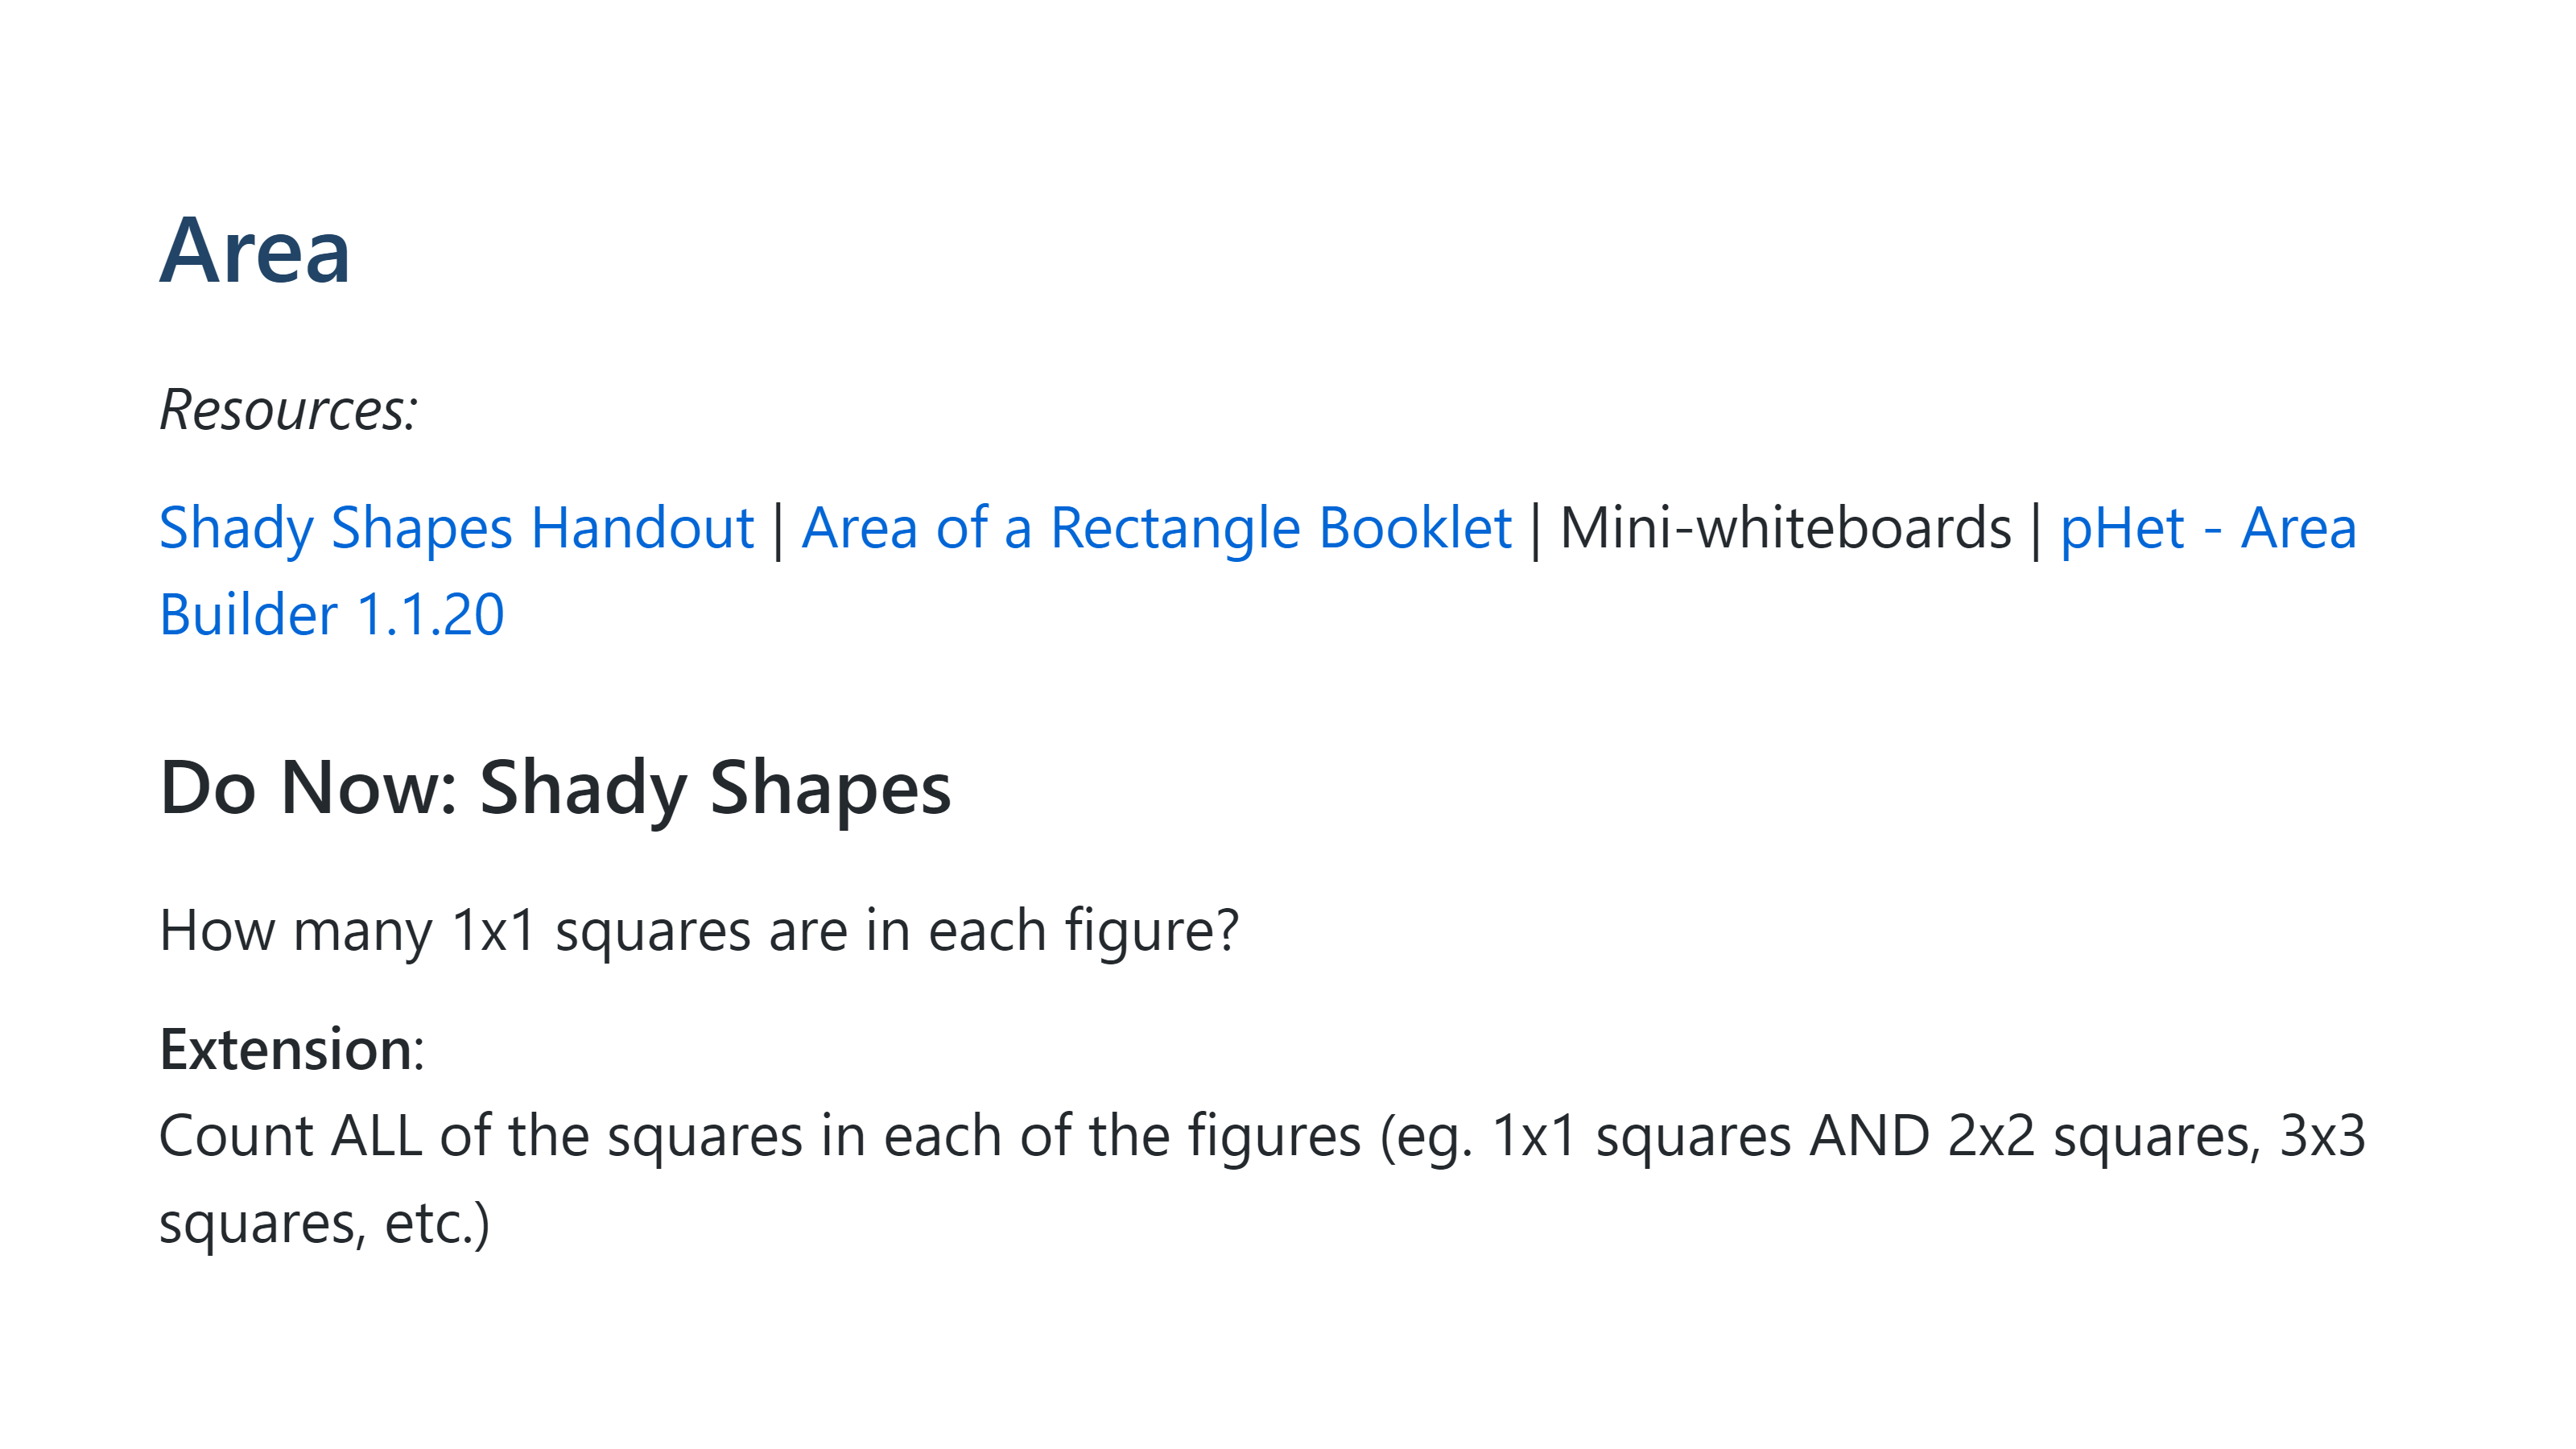 Area
Resources:
Shady Shapes Handout | Area of a Rectangle Booklet | Mini-whiteboards | pHet - Area
Builder 1.1.20
Do Now: Shady Shapes
How many 1x1 squares are in each figure?
Extension:
Count ALL of the squares in each of the figures (eg. 1x1 squares AND 2x2 squares, 3x3
squares, etc.)